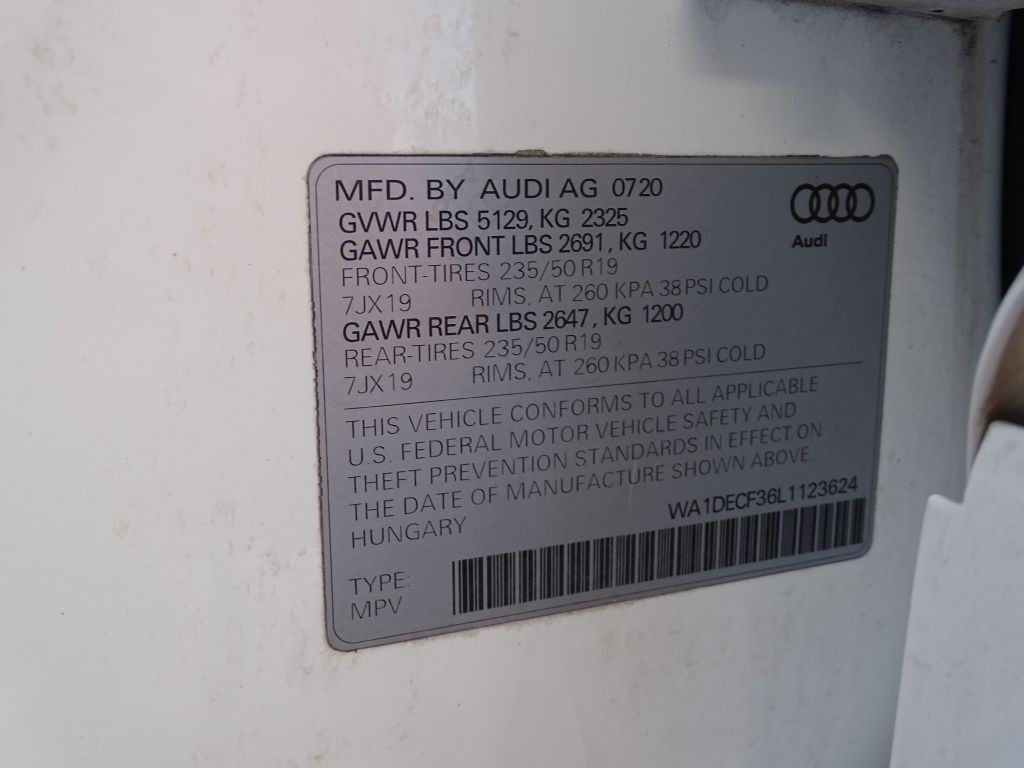 MFD. BY AUDI AG 0720
GVWR LBS 5129, KG 2325
GAWR FRONT LBS 2691, KG 1220
FRONT-TIRES 235/50 R19
7JX19 RIMS, AT 260 KPA 38 PSI COLD
GAWR REAR LBS 2647, KG 1200
REAR-TIRES 235/50 R19
7JX19 RIMS, AT 260 KPA 38 PSI COLD
Audi
THIS VEHICLE CONFORMS TO ALL APPLICABLE
U.S. FEDERAL MOTOR VEHICLE SAFETY AND
THEFT PREVENTION STANDARDS IN EFFECT ON
THE DATE OF MANUFACTURE SHOWN ABOVE
HUNGARY
WA1DECF36L1123624
TYPE:
MPV